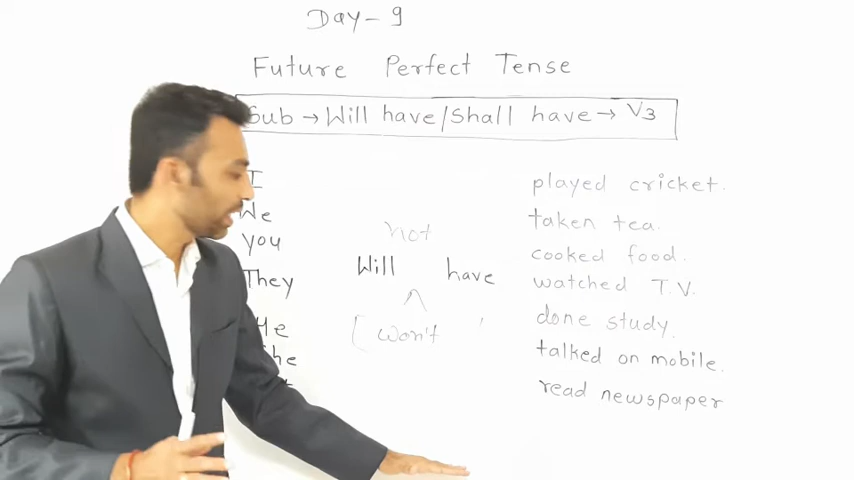 Day - 9
Future Perfect Tense
Sub → Will have/Shall have → V3
I
We
you
They
He
played cricket.
taken tea.
cooked food.
watched T.V.
done study.
talked on mobile.
read newspaper
not
Will have
won't